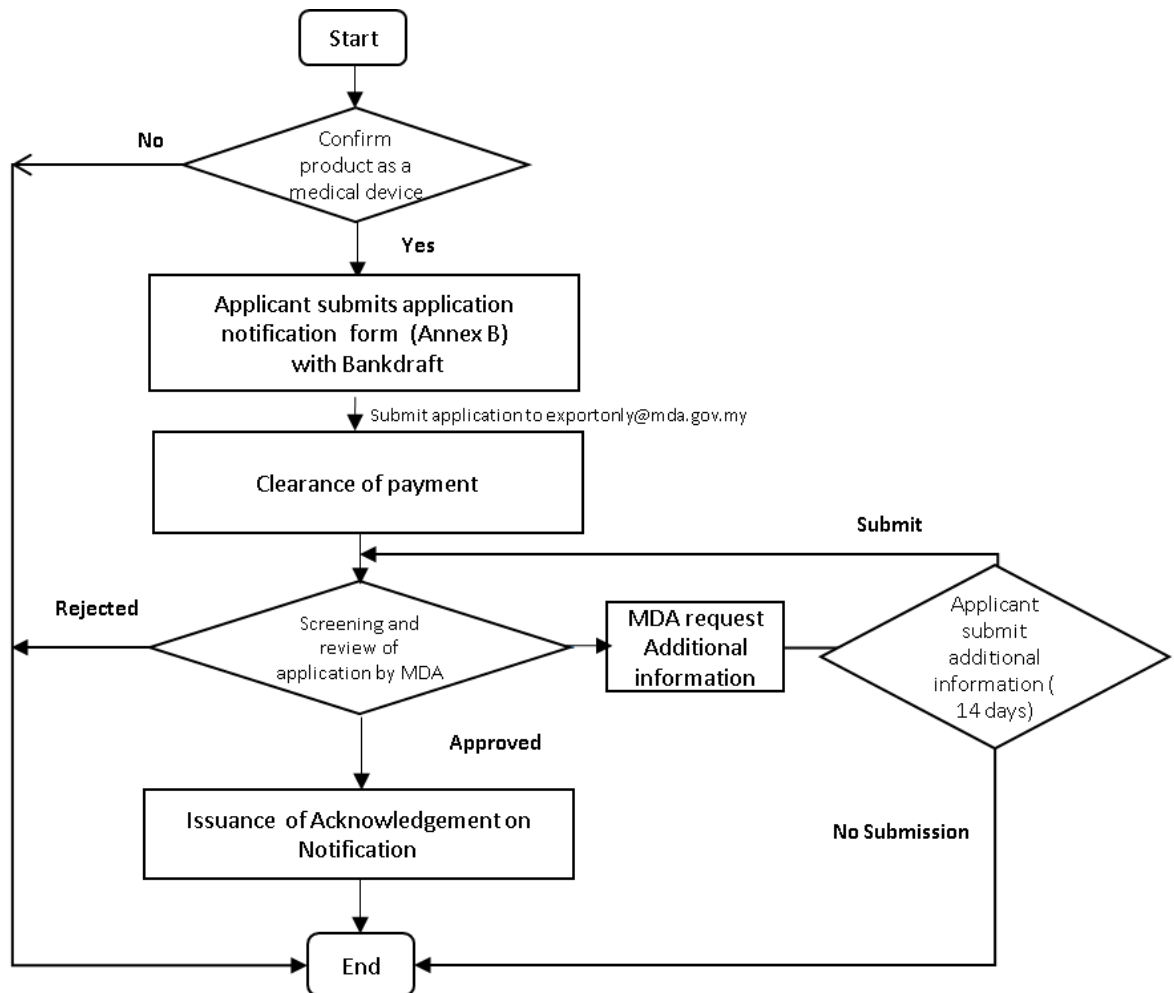 Start
No
Confirm
product as a
medical device
Yes
Applicant submits application
notification form (Annex B)
with Bankdraft
Submit application to exportonly@mda.gov.my
Clearance of payment
Submit
Rejected
Screening and
review of
application by MDA
MDA request
Additional
information
Applicant
submit
additional
information (
14 days)
Approved
Issuance of Acknowledgement on
Notification
No Submission
End